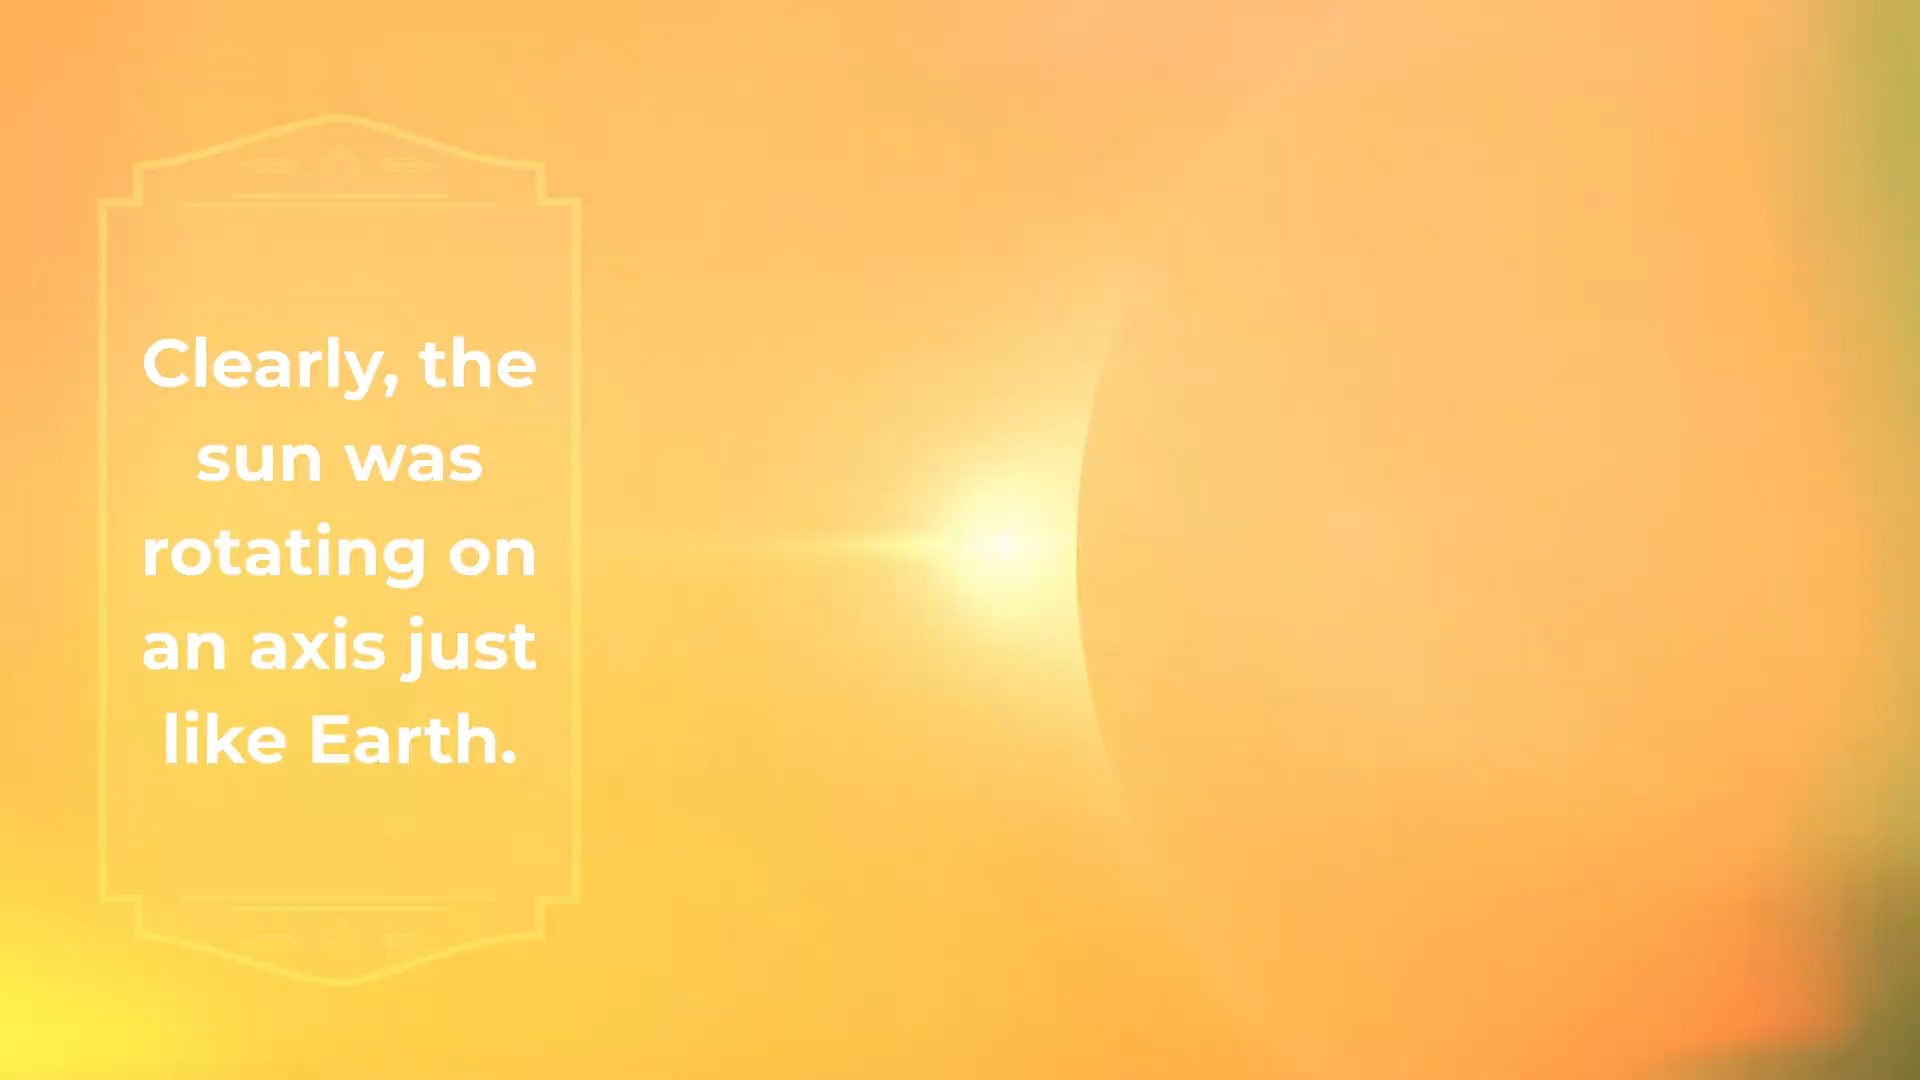 Clearly, the
sun was
rotating on
an axis just
like Earth.